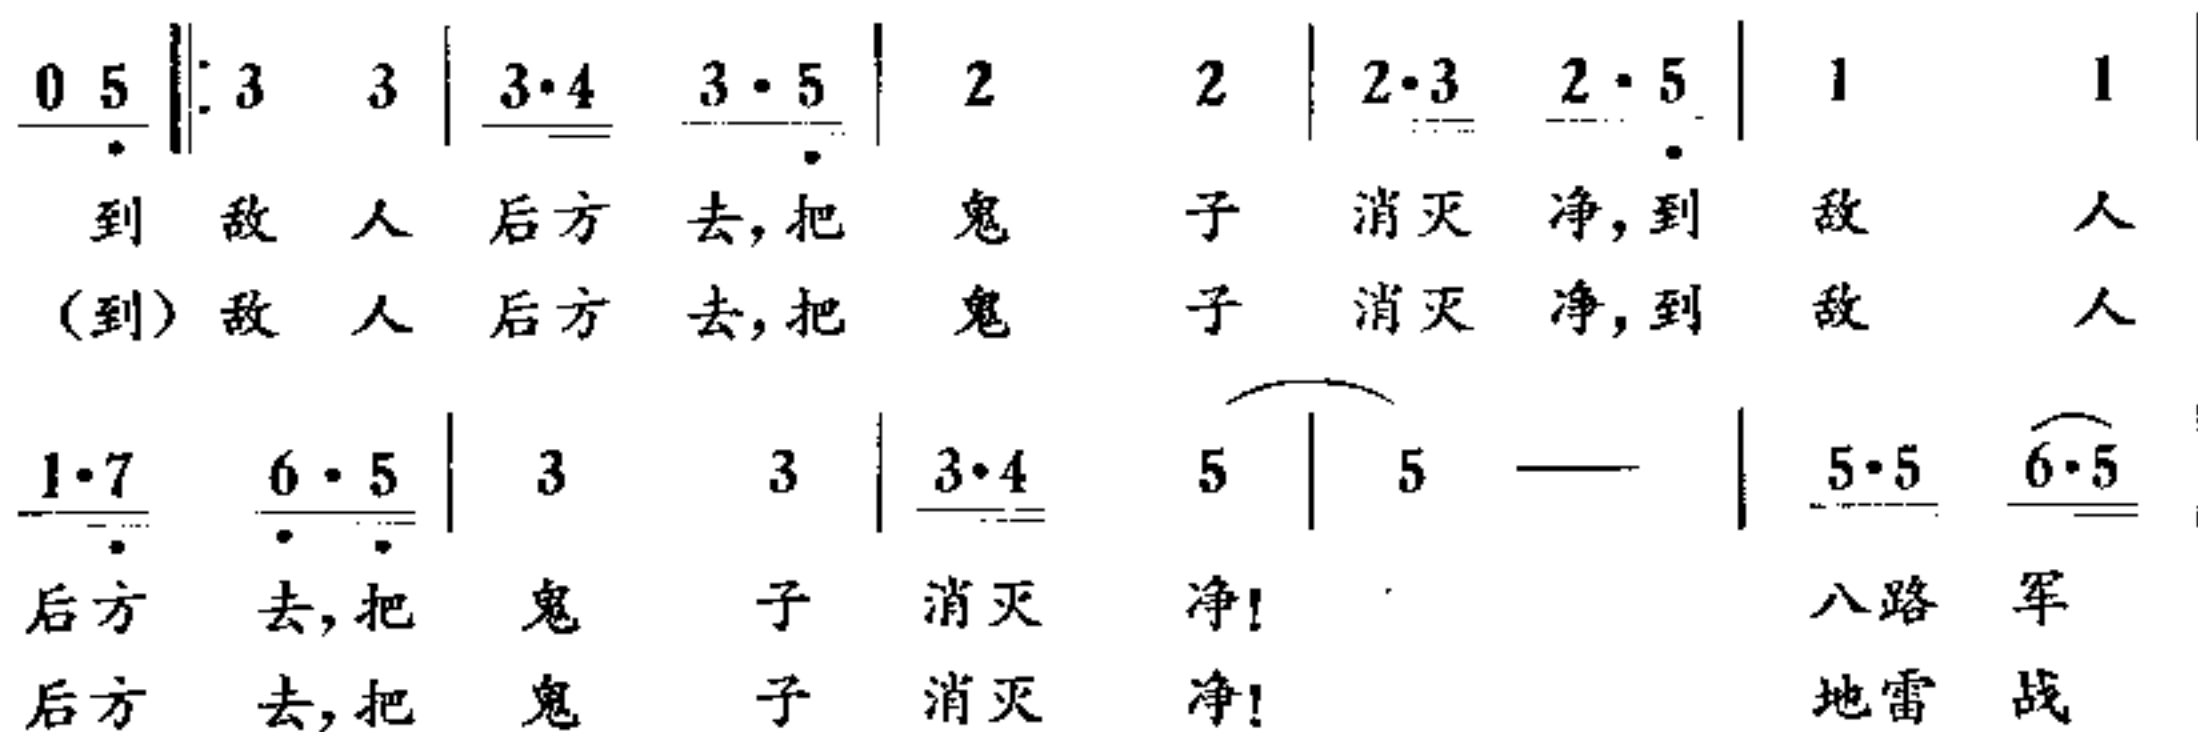 0 5 ‖: 3 3 | 3·4 3·5 | 2 2 | 2·3 2·5 | 1 1 |
到 敌 人 后方 去,把 鬼 子 消灭 净,到 敌 人
(到) 敌 人 后方 去,把 鬼 子 消灭 净,到 敌 人
1·7 6·5 | 3 3 | 3·4 5 | 5 — | 5·5 6·5
后方 去,把 鬼 子 消灭 净! 八路 军
后方 去,把 鬼 子 消灭 净! 地雷 战